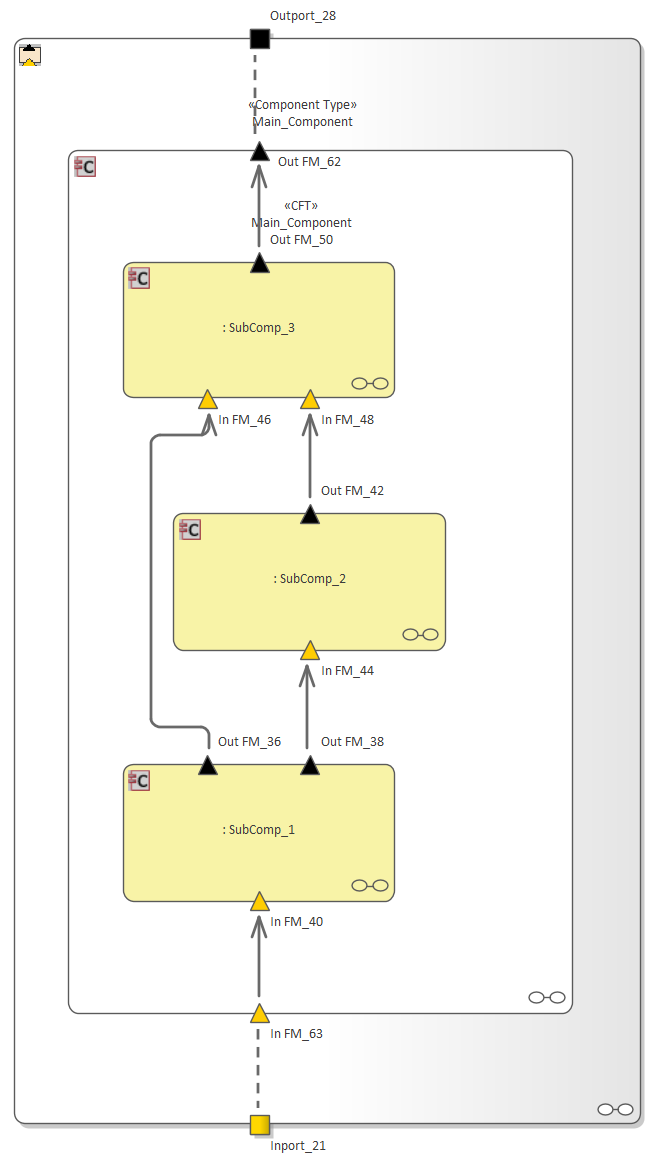 Outport_28
«Component Type»
Main_Component
C
Out FM_62
«CFT»
Main_Component
Out FM_50
C
: SubComp_3
In FM_46
In FM_48
Out FM_42
C
: SubComp_2
In FM_44
Out FM_36
Out FM_38
C
: SubComp_1
In FM_40
In FM_63
Inport_21